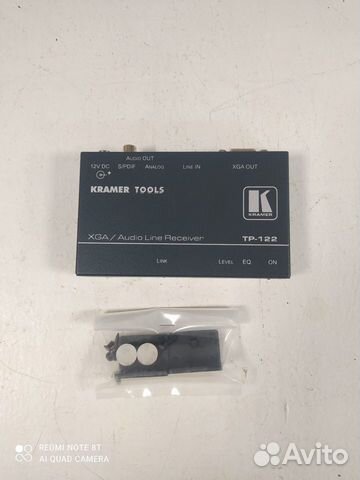 AUDIO OUT
12V DC S/PDIF ANALOG LINE IN XGA OUT
KRAMER TOOLS
K
KRAMER
XGA / Audio Line Receiver TP-122
LINK LEVEL EQ ON
REDMI NOTE 8T
AI QUAD CAMERA
Avito